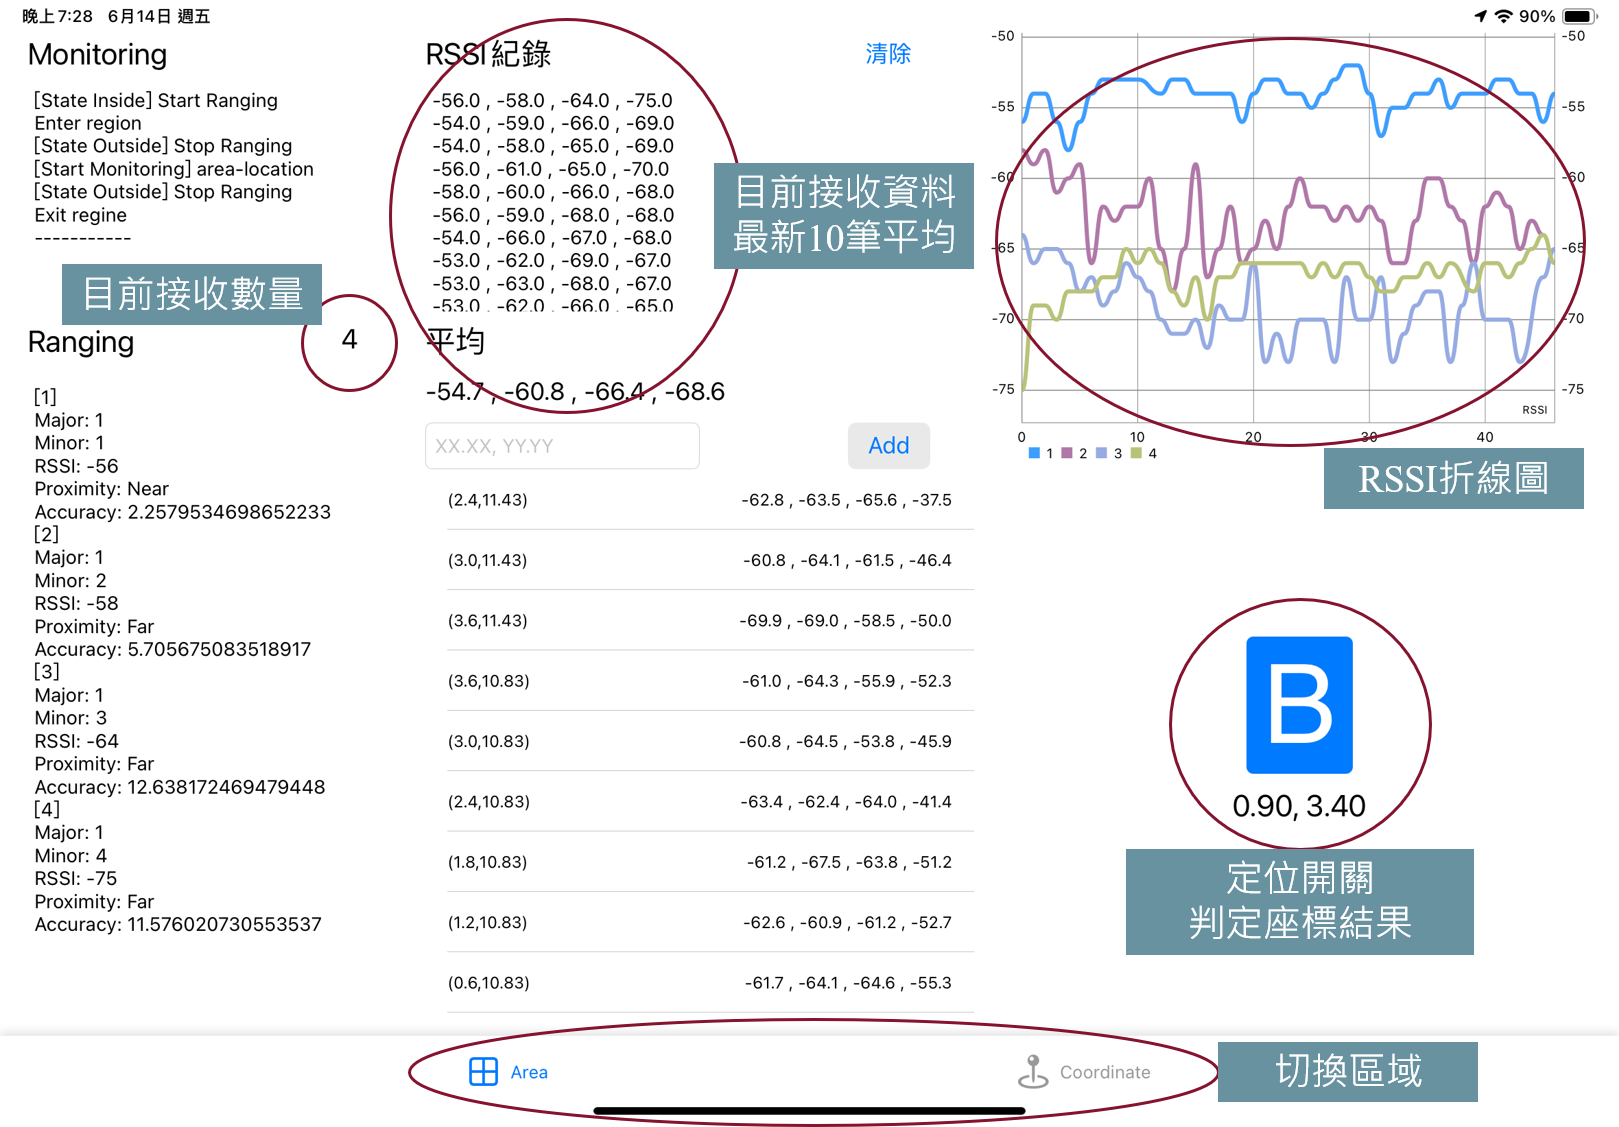 晚上7:28 6月14日 週五
90%
Monitoring
[State Inside] Start Ranging
Enter region
[State Outside] Stop Ranging
[Start Monitoring] area-location
[State Outside] Stop Ranging
Exit regine
-----------
目前接收數量
Ranging
4
[1]
Major: 1
Minor: 1
RSSI: -56
Proximity: Near
Accuracy: 2.2579534698652233
[2]
Major: 1
Minor: 2
RSSI: -58
Proximity: Far
Accuracy: 5.705675083518917
[3]
Major: 1
Minor: 3
RSSI: -64
Proximity: Far
Accuracy: 12.638172469479448
[4]
Major: 1
Minor: 4
RSSI: -75
Proximity: Far
Accuracy: 11.576020730553537
RSSI紀錄
清除
-56.0 , -58.0 , -64.0 , -75.0
-54.0 , -59.0 , -66.0 , -69.0
-54.0 , -58.0 , -65.0 , -69.0
-56.0 , -61.0 , -65.0 , -70.0
-58.0 , -60.0 , -66.0 , -68.0
-56.0 , -59.0 , -68.0 , -68.0
-54.0 , -66.0 , -67.0 , -68.0
-53.0 , -62.0 , -69.0 , -67.0
-53.0 , -63.0 , -68.0 , -67.0
-53.0 , -62.0 , -66.0 , -65.0
目前接收資料
最新10筆平均
平均
-54.7 , -60.8 , -66.4 , -68.6
XX.XX, YY.YY
Add
(2.4,11.43) -62.8 , -63.5 , -65.6 , -37.5
(3.0,11.43) -60.8 , -64.1 , -61.5 , -46.4
(3.6,11.43) -69.9 , -69.0 , -58.5 , -50.0
(3.6,10.83) -61.0 , -64.3 , -55.9 , -52.3
(3.0,10.83) -60.8 , -64.5 , -53.8 , -45.9
(2.4,10.83) -63.4 , -62.4 , -64.0 , -41.4
(1.8,10.83) -61.2 , -67.5 , -63.8 , -51.2
(1.2,10.83) -62.6 , -60.9 , -61.2 , -52.7
(0.6,10.83) -61.7 , -64.1 , -64.6 , -55.3
-50 -50
-55 -55
-60 -60
-65 -65
-70 -70
-75 -75
RSSI
0 10 20 30 40
1 2 3 4
RSSI折線圖
B
0.90, 3.40
定位開關
判定座標結果
Area
Coordinate
切換區域